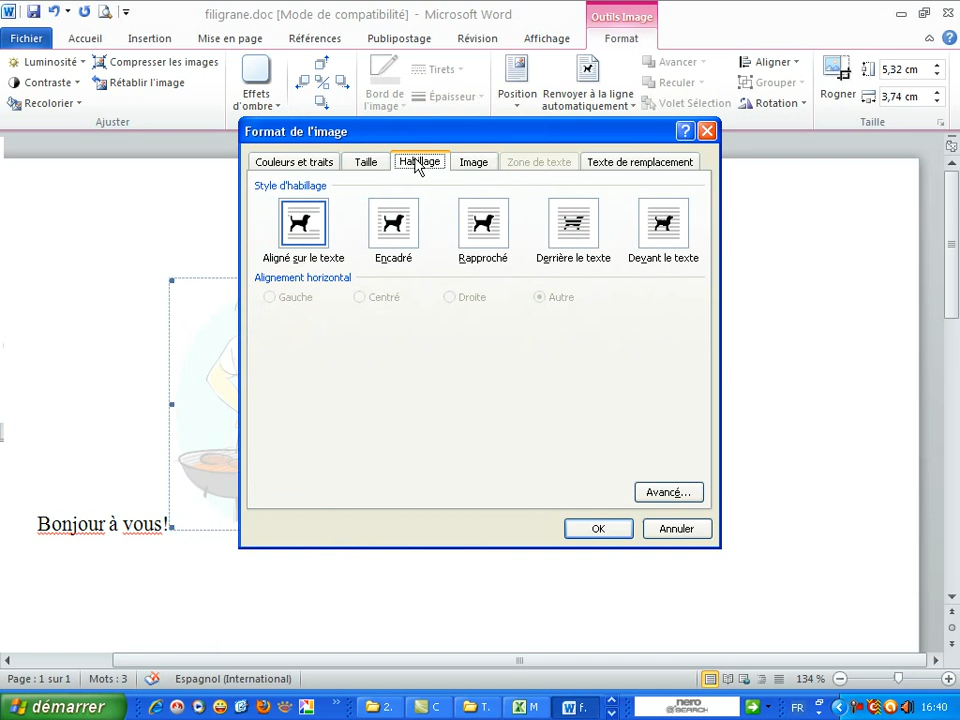 filigrane.doc [Mode de compatibilité] - Microsoft Word
Outils Image
Fichier Accueil Insertion Mise en page Références Publipostage Révision Affichage Format
Luminosité
Contraste
Recolorier
Compresser les images
Rétablir l'image
Ajuster
Effets d'ombre
Bord de l'image
Tirets
Épaisseur
Position
Renvoyer à la ligne automatiquement
Avancer
Reculer
Volet Sélection
Aligner
Grouper
Rotation
Rogner
5,32 cm
3,74 cm
Taille
Format de l'image
Couleurs et traits Taille Habillage Image Zone de texte Texte de remplacement
Style d'habillage
Aligné sur le texte Encadré Rapproché Derrière le texte Devant le texte
Alignement horizontal
Gauche Centré Droite Autre
Avancé...
OK Annuler
Bonjour à vous!
Page : 1 sur 1 Mots : 3 Espagnol (International) 134 %
démarrer 2. C T. M f. nero SEARCH FR 16:40